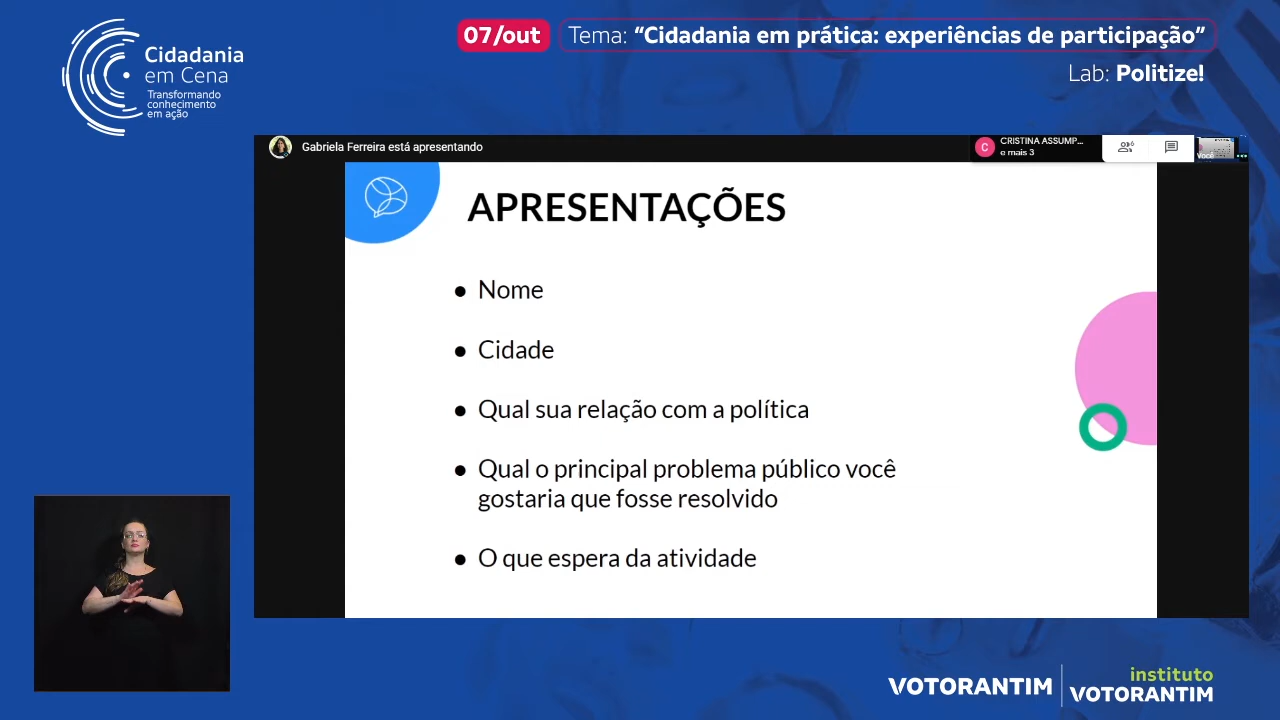 Cidadania
em Cena
Transformando
conhecimento
em ação
07/out
Tema: “Cidadania em prática: experiências de participação”
Lab: Politize!
Gabriela Ferreira está apresentando
C
CRISTINA ASSUMP...
e mais 3
6
Você
APRESENTAÇÕES
● Nome
● Cidade
● Qual sua relação com a política
● Qual o principal problema público você
gostaria que fosse resolvido
● O que espera da atividade
VOTORANTIM
instituto
VOTORANTIM